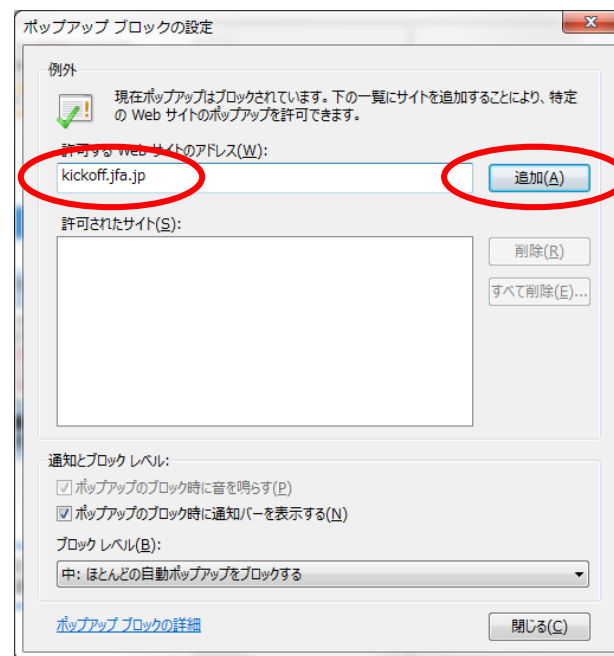 ポップアップ ブロックの設定
例外
現在ポップアップはブロックされています。下の一覧にサイトを追加することにより、特定
の Web サイトのポップアップを許可できます。
許可する Web サイトのアドレス(W):
kickoff.jfa.jp
追加(A)
許可されたサイト(S):
削除(R)
すべて削除(E)...
通知とブロック レベル:
ポップアップのブロック時に音を鳴らす(P)
ポップアップのブロック時に通知バーを表示する(N)
ブロック レベル(B):
中: ほとんどの自動ポップアップをブロックする
ポップアップ ブロックの詳細
閉じる(C)